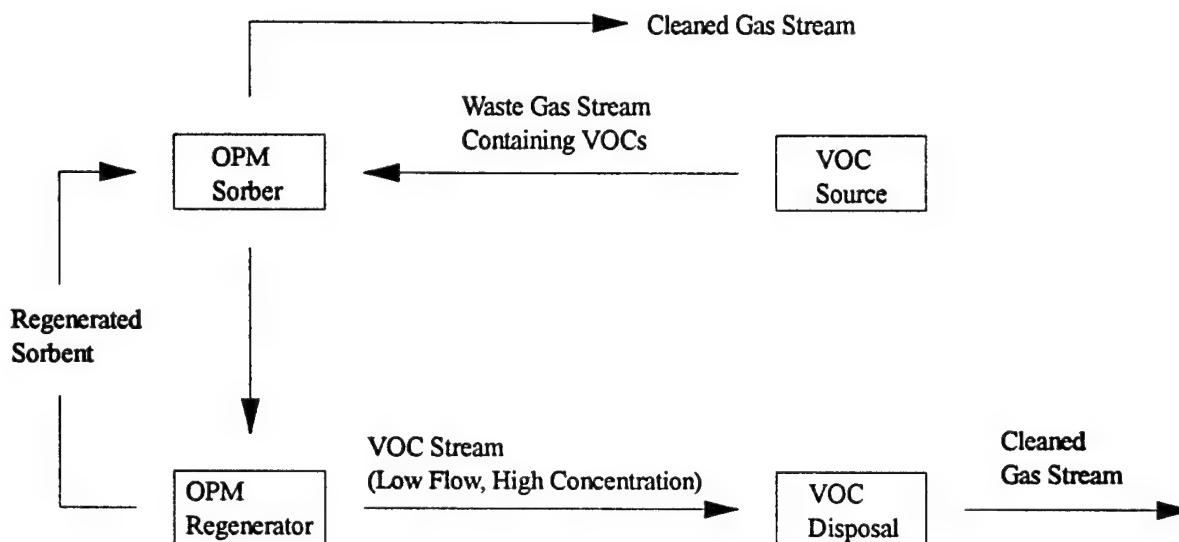 Cleaned Gas Stream
Waste Gas Stream
Containing VOCs
OPM
Sorber
VOC
Source
Regenerated
Sorbent
VOC Stream
(Low Flow, High Concentration)
Cleaned
Gas Stream
OPM
Regenerator
VOC
Disposal